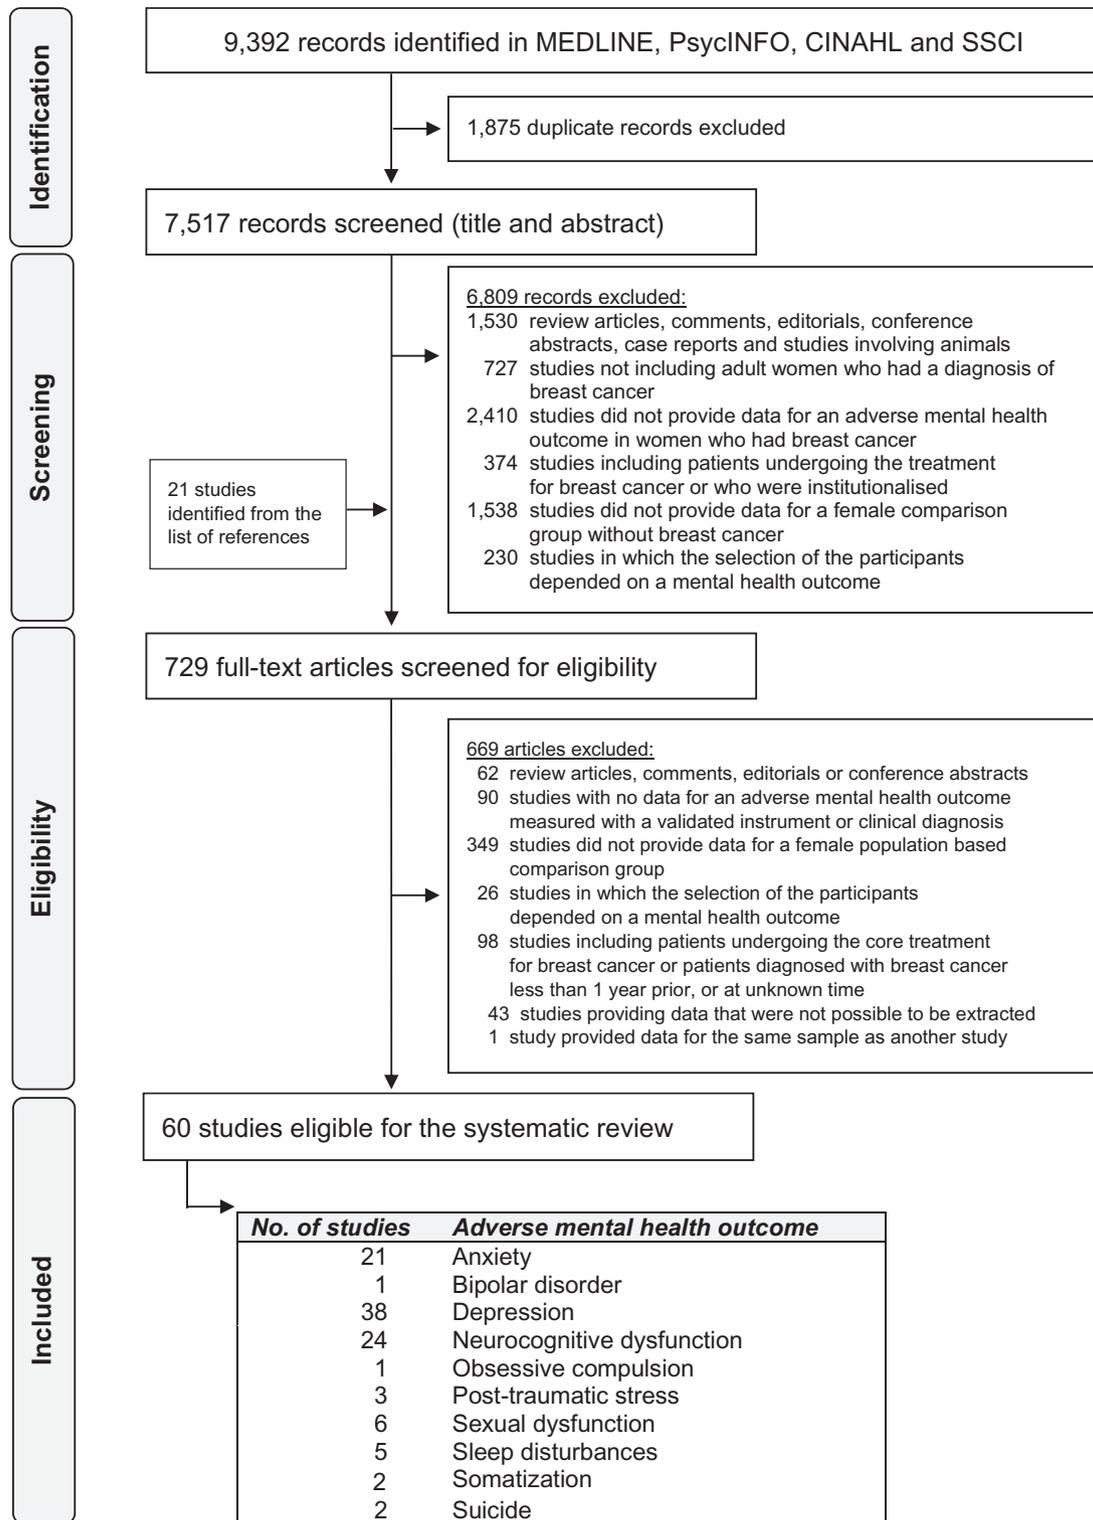 Identification
9,392 records identified in MEDLINE, PsycINFO, CINAHL and SSCI
1,875 duplicate records excluded
7,517 records screened (title and abstract)
Screening
6,809 records excluded:
1,530 review articles, comments, editorials, conference
abstracts, case reports and studies involving animals
727 studies not including adult women who had a diagnosis of
breast cancer
2,410 studies did not provide data for an adverse mental health
outcome in women who had breast cancer
374 studies including patients undergoing the treatment
for breast cancer or who were institutionalised
1,538 studies did not provide data for a female comparison
group without breast cancer
230 studies in which the selection of the participants
depended on a mental health outcome
21 studies
identified from the
list of references
Eligibility
729 full-text articles screened for eligibility
669 articles excluded:
62 review articles, comments, editorials or conference abstracts
90 studies with no data for an adverse mental health outcome
measured with a validated instrument or clinical diagnosis
349 studies did not provide data for a female population based
comparison group
26 studies in which the selection of the participants
depended on a mental health outcome
98 studies including patients undergoing the core treatment
for breast cancer or patients diagnosed with breast cancer
less than 1 year prior, or at unknown time
43 studies providing data that were not possible to be extracted
1 study provided data for the same sample as another study
Included
60 studies eligible for the systematic review
No. of studies Adverse mental health outcome
21 Anxiety
1 Bipolar disorder
38 Depression
24 Neurocognitive dysfunction
1 Obsessive compulsion
3 Post-traumatic stress
6 Sexual dysfunction
5 Sleep disturbances
2 Somatization
2 Suicide